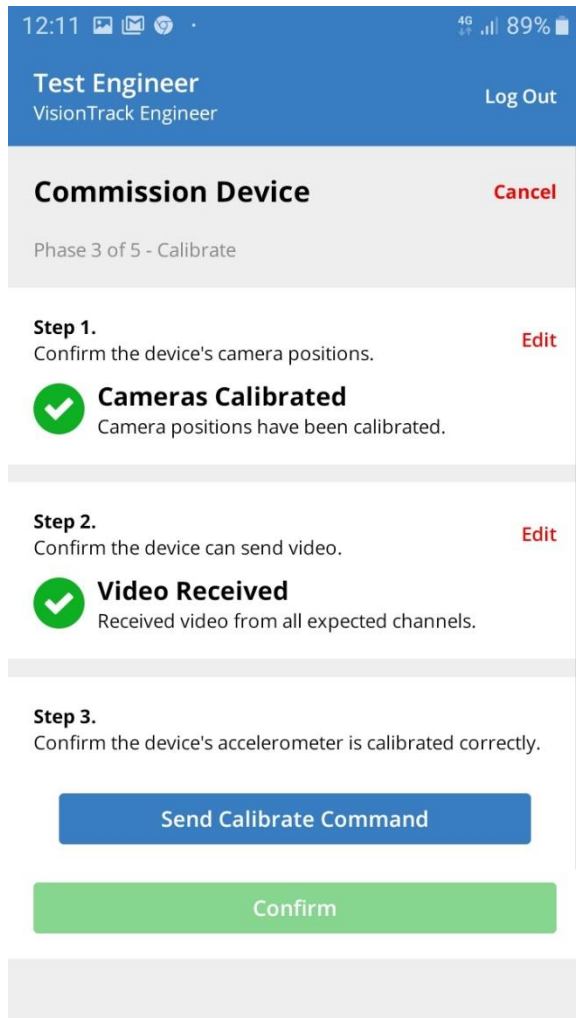 12:11
4G 89%
Test Engineer
VisionTrack Engineer
Log Out
Commission Device
Cancel
Phase 3 of 5 - Calibrate
Step 1.
Confirm the device's camera positions.
Edit
Cameras Calibrated
Camera positions have been calibrated.
Step 2.
Confirm the device can send video.
Edit
Video Received
Received video from all expected channels.
Step 3.
Confirm the device's accelerometer is calibrated correctly.
Send Calibrate Command
Confirm